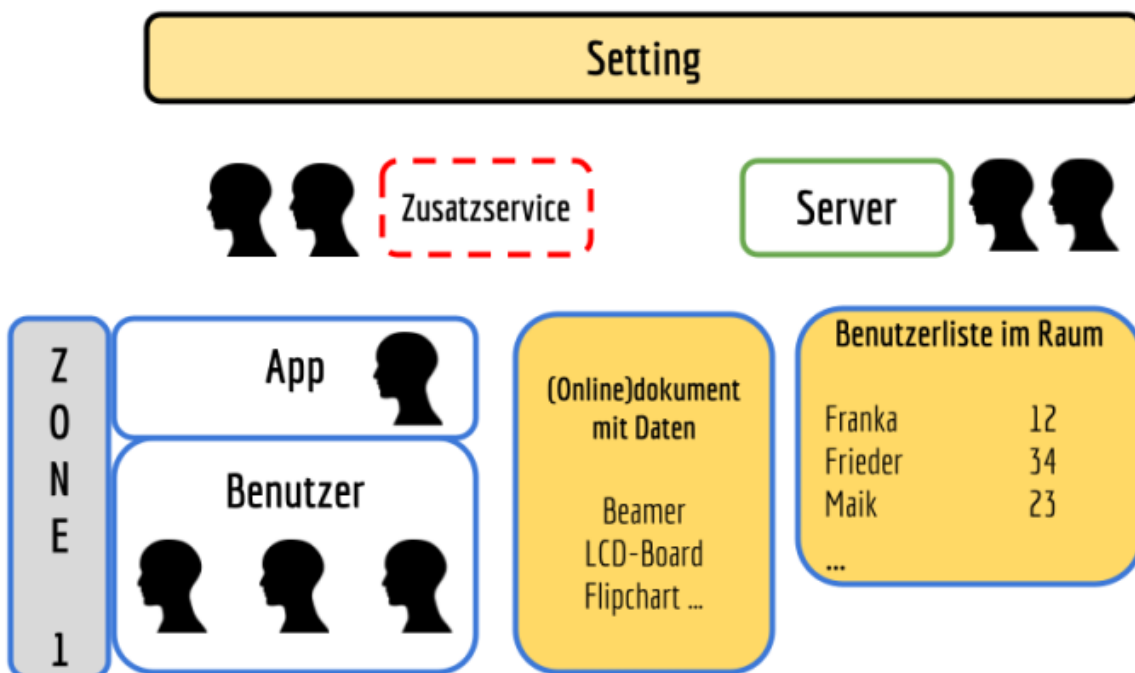 Setting
Zusatzservice
Server
ZONE 1
App
Benutzer
(Online)dokument
mit Daten
Beamer
LCD-Board
Flipchart ...
Benutzerliste im Raum
Franka 12
Frieder 34
Maik 23
...